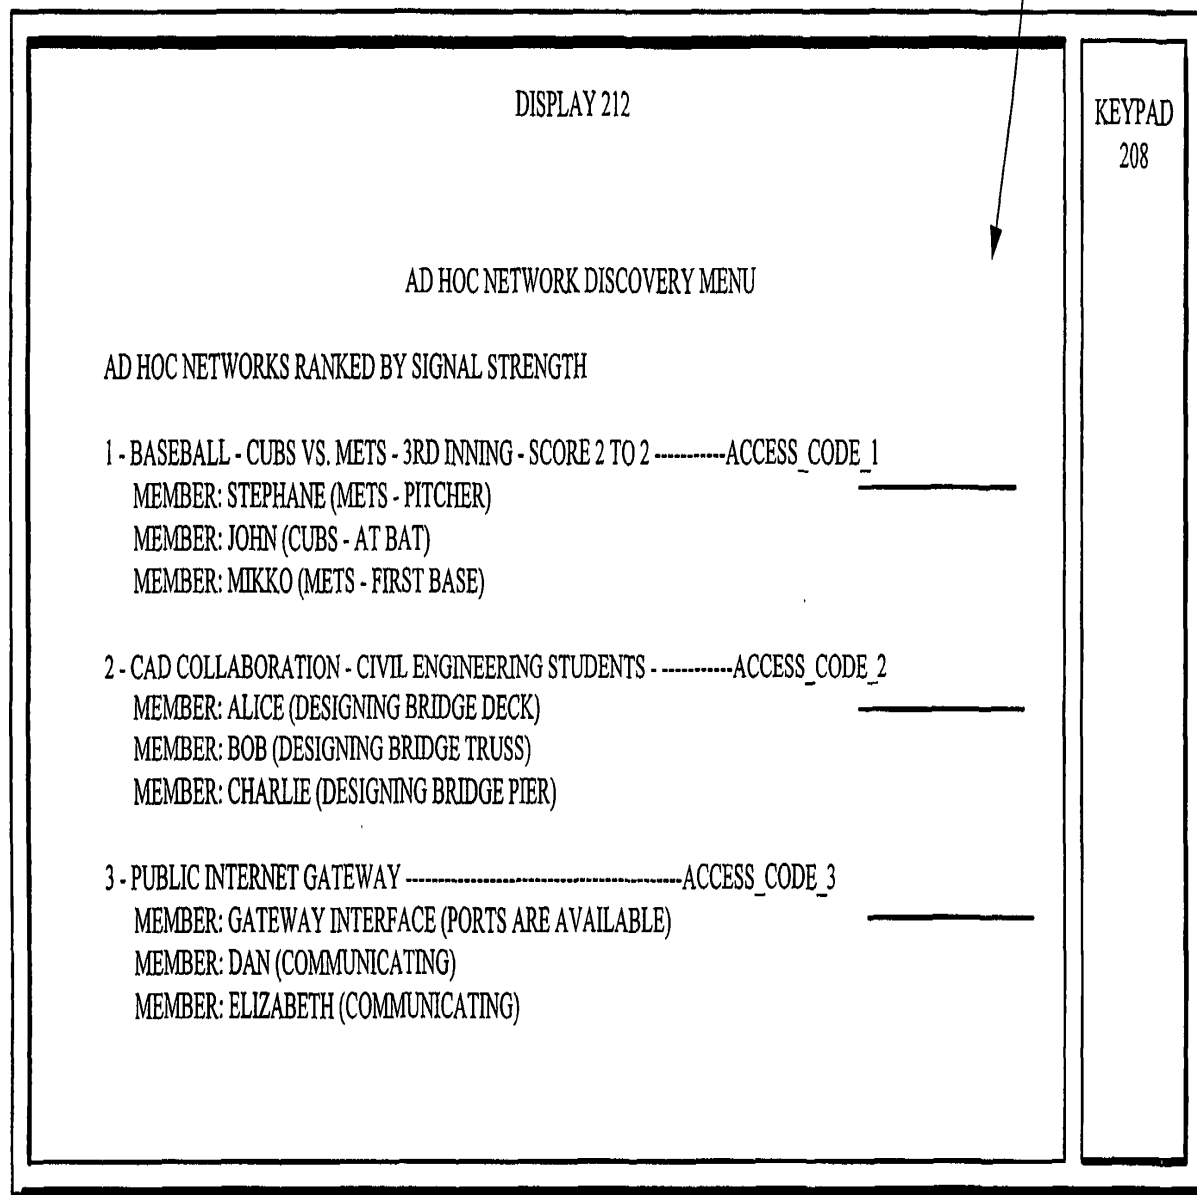 DISPLAY 212
KEYPAD
208
AD HOC NETWORK DISCOVERY MENU
AD HOC NETWORKS RANKED BY SIGNAL STRENGTH
1 - BASEBALL - CUBS VS. METS - 3RD INNING - SCORE 2 TO 2 -----------ACCESS_CODE_1
MEMBER: STEPHANE (METS - PITCHER)
MEMBER: JOHN (CUBS - AT BAT)
MEMBER: MIKKO (METS - FIRST BASE)
2 - CAD COLLABORATION - CIVIL ENGINEERING STUDENTS - -----------ACCESS_CODE_2
MEMBER: ALICE (DESIGNING BRIDGE DECK)
MEMBER: BOB (DESIGNING BRIDGE TRUSS)
MEMBER: CHARLIE (DESIGNING BRIDGE PIER)
3 - PUBLIC INTERNET GATEWAY ------------------------------------------ACCESS_CODE_3
MEMBER: GATEWAY INTERFACE (PORTS ARE AVAILABLE)
MEMBER: DAN (COMMUNICATING)
MEMBER: ELIZABETH (COMMUNICATING)